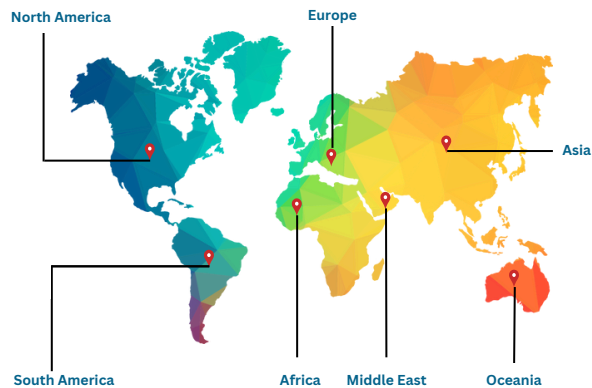 Europe
North America
Asia
South America
Africa
Middle East
Oceania